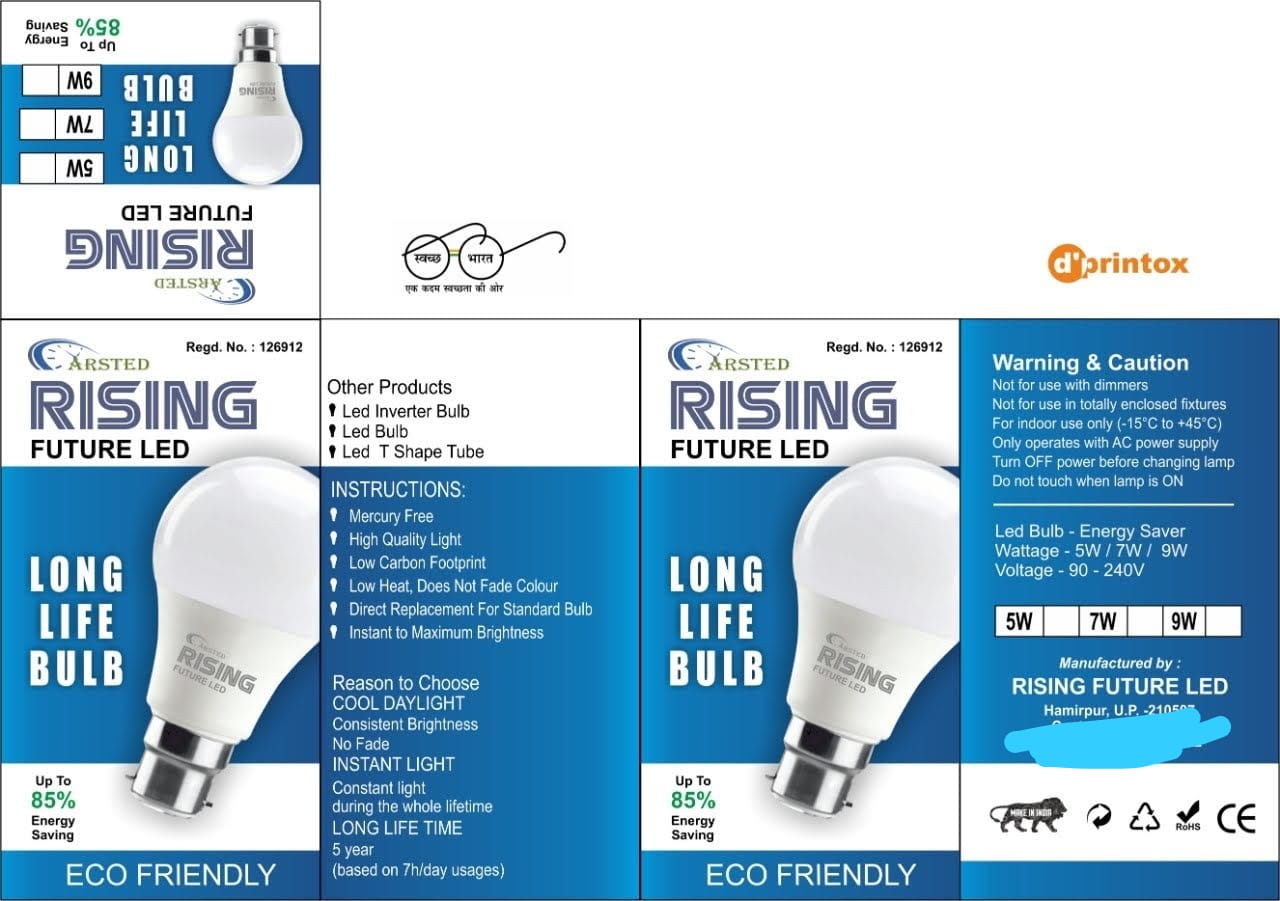 Up To
85%
Energy
Saving
LONG
LIFE
BULB
5W
7W
9W
RISING
ARSTED
RISING
FUTURE LED
स्वच्छ भारत
एक कदम स्वच्छता की ओर
d'printox
ARSTED
Regd. No. : 126912
RISING
FUTURE LED
LONG
LIFE
BULB
ARSTED
RISING
FUTURE LED
Up To
85%
Energy
Saving
ECO FRIENDLY
Other Products
Led Inverter Bulb
Led Bulb
Led T Shape Tube
INSTRUCTIONS:
Mercury Free
High Quality Light
Low Carbon Footprint
Low Heat, Does Not Fade Colour
Direct Replacement For Standard Bulb
Instant to Maximum Brightness
Reason to Choose
COOL DAYLIGHT
Consistent Brightness
No Fade
INSTANT LIGHT
Constant light
during the whole lifetime
LONG LIFE TIME
5 year
(based on 7h/day usages)
ARSTED
Regd. No. : 126912
RISING
FUTURE LED
LONG
LIFE
BULB
ARSTED
RISING
FUTURE LED
Up To
85%
Energy
Saving
ECO FRIENDLY
Warning & Caution
Not for use with dimmers
Not for use in totally enclosed fixtures
For indoor use only (-15°C to +45°C)
Only operates with AC power supply
Turn OFF power before changing lamp
Do not touch when lamp is ON
Led Bulb - Energy Saver
Wattage - 5W / 7W / 9W
Voltage - 90 - 240V
5W 7W 9W
Manufactured by :
RISING FUTURE LED
Hamirpur, U.P.
MAKE IN INDIA
RoHS
CE